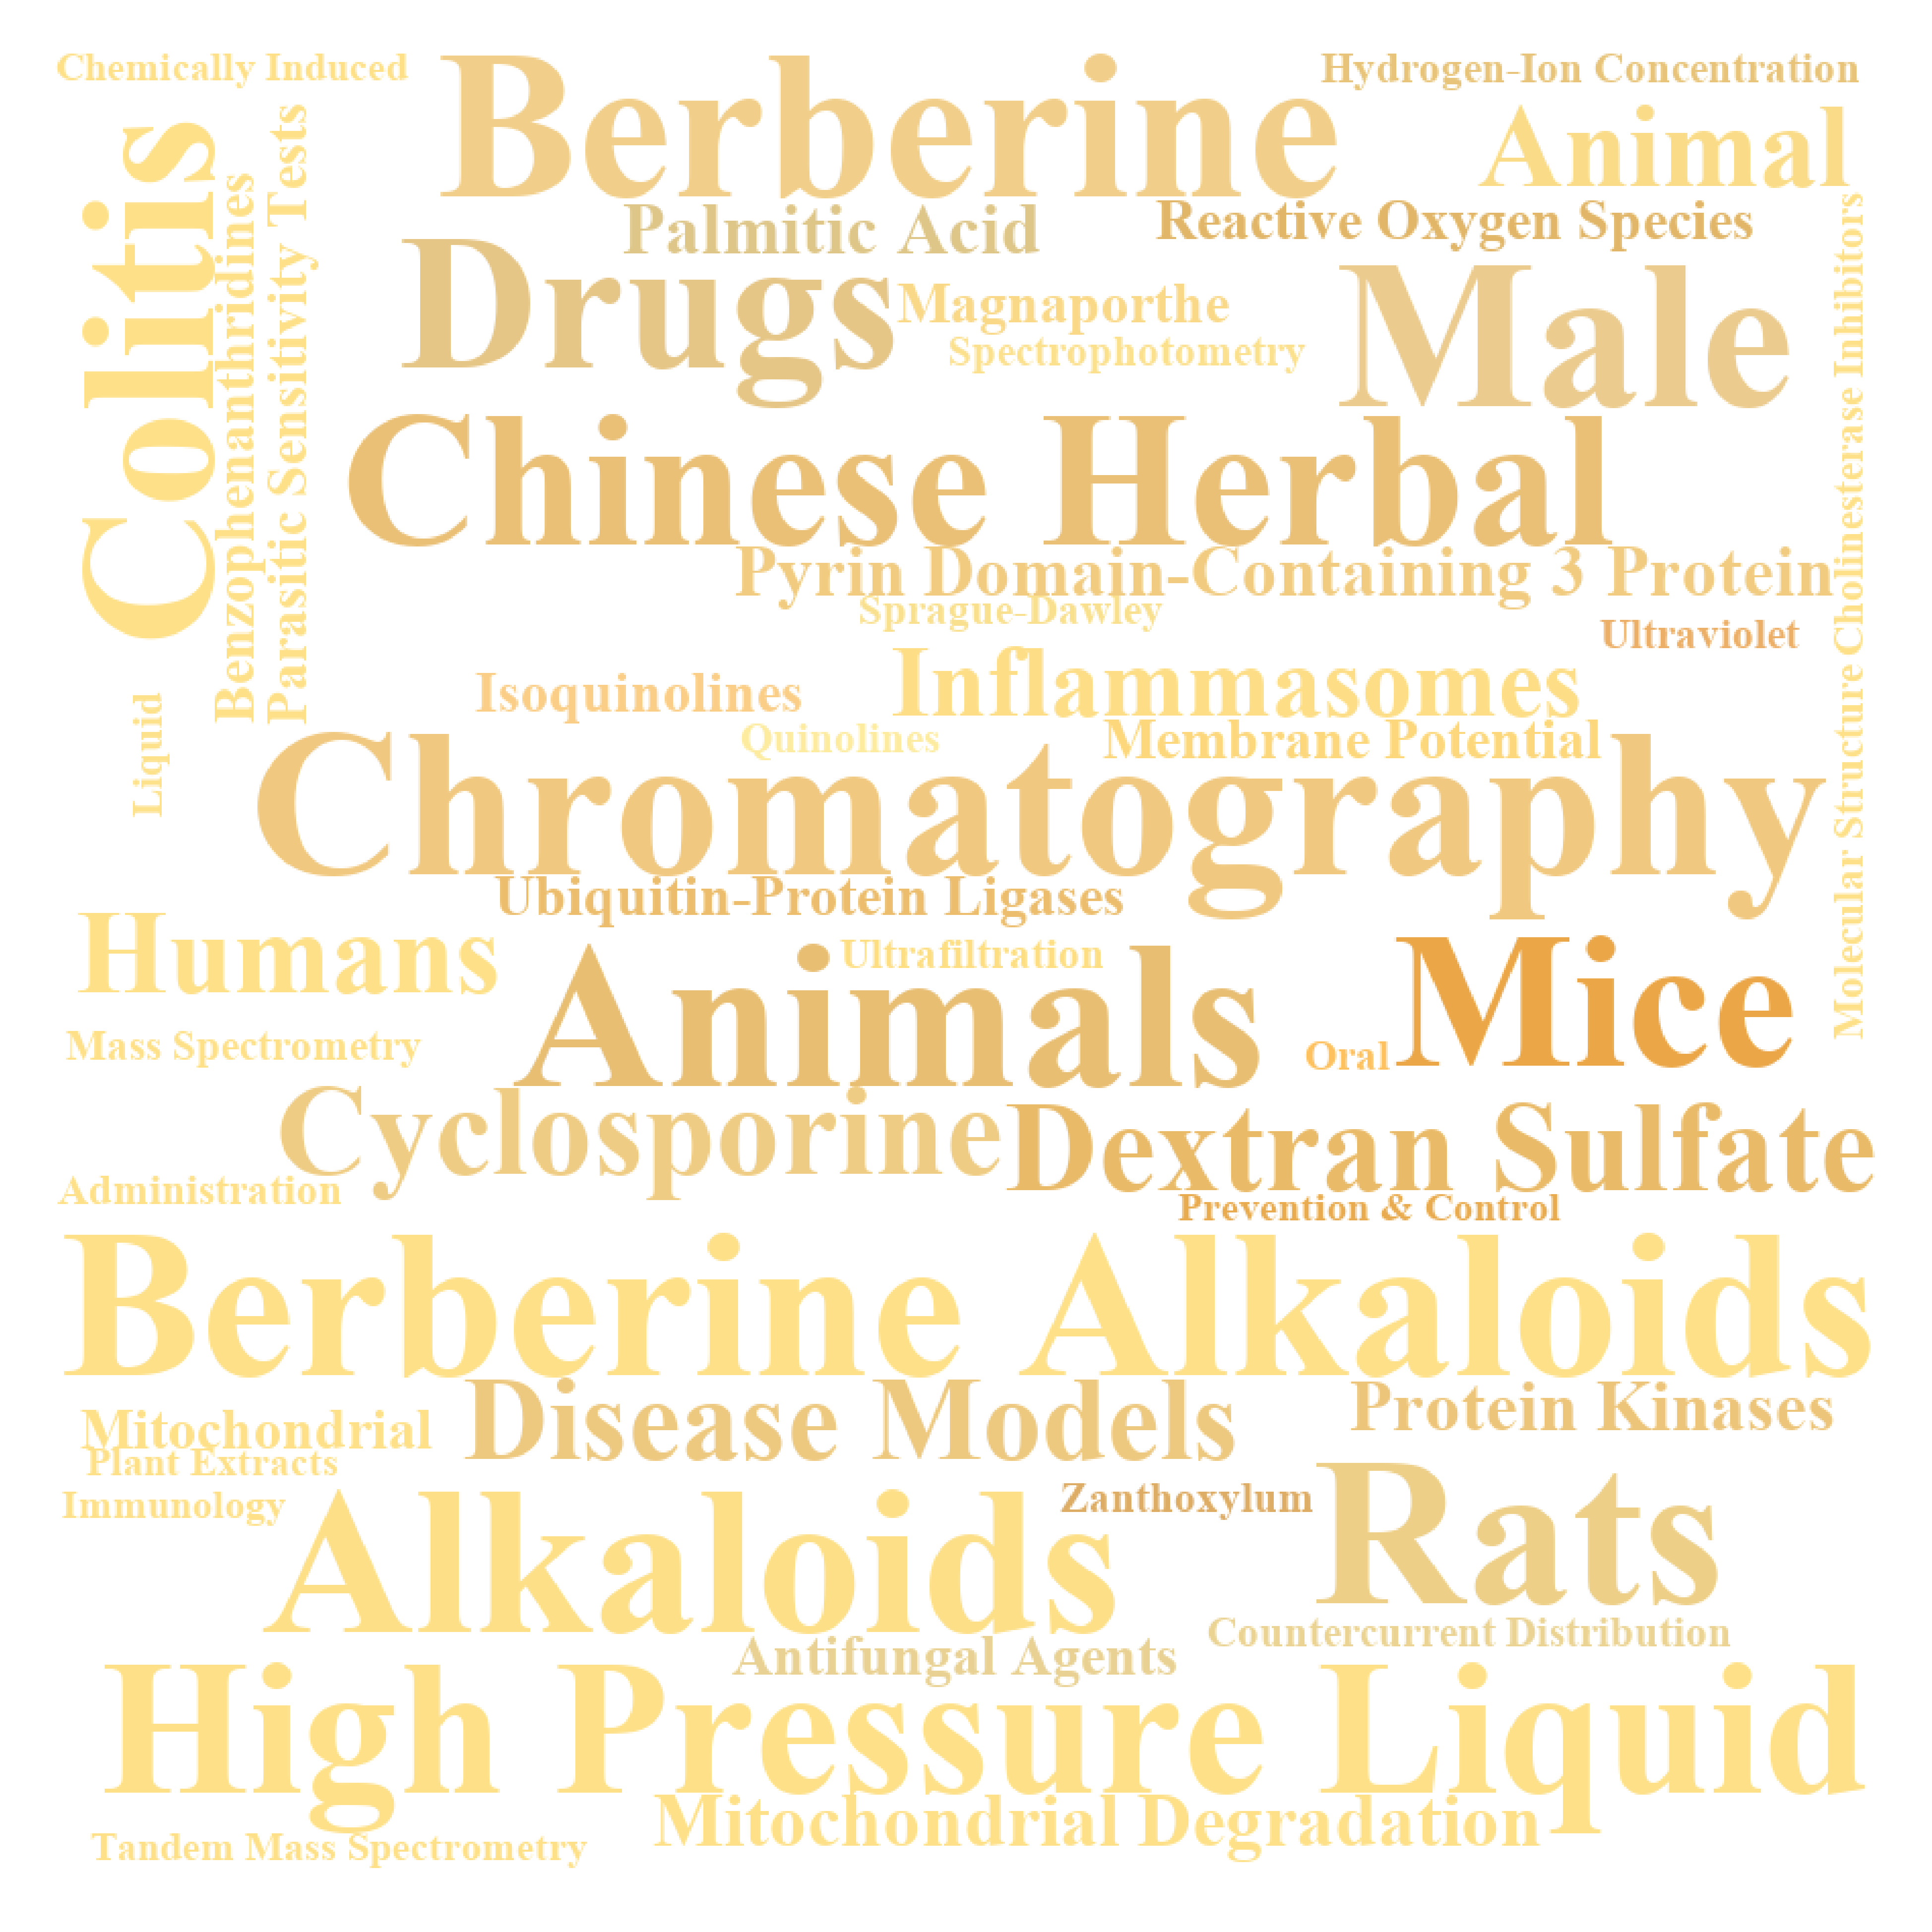 Chemically Induced
Berberine
Hydrogen-Ion Concentration
Animal
Colitis
Benzophenanthridines
Parasitic Sensitivity Tests
Palmitic Acid
Reactive Oxygen Species
Drugs
Magnaporthe
Spectrophotometry
Male
Molecular Structure Cholinesterase Inhibitors
Chinese Herbal
Pyrin Domain-Containing 3 Protein
Sprague-Dawley
Ultraviolet
Liquid
Isoquinolines
Inflammasomes
Quinolines
Membrane Potential
Chromatography
Ubiquitin-Protein Ligases
Humans
Ultrafiltration
Animals
Mice
Mass Spectrometry
Oral
Cyclosporine
Dextran Sulfate
Administration
Prevention & Control
Berberine Alkaloids
Disease Models
Protein Kinases
Mitochondrial
Plant Extracts
Immunology
Alkaloids
Zanthoxylum
Rats
Countercurrent Distribution
Antifungal Agents
High Pressure Liquid
Mitochondrial Degradation
Tandem Mass Spectrometry